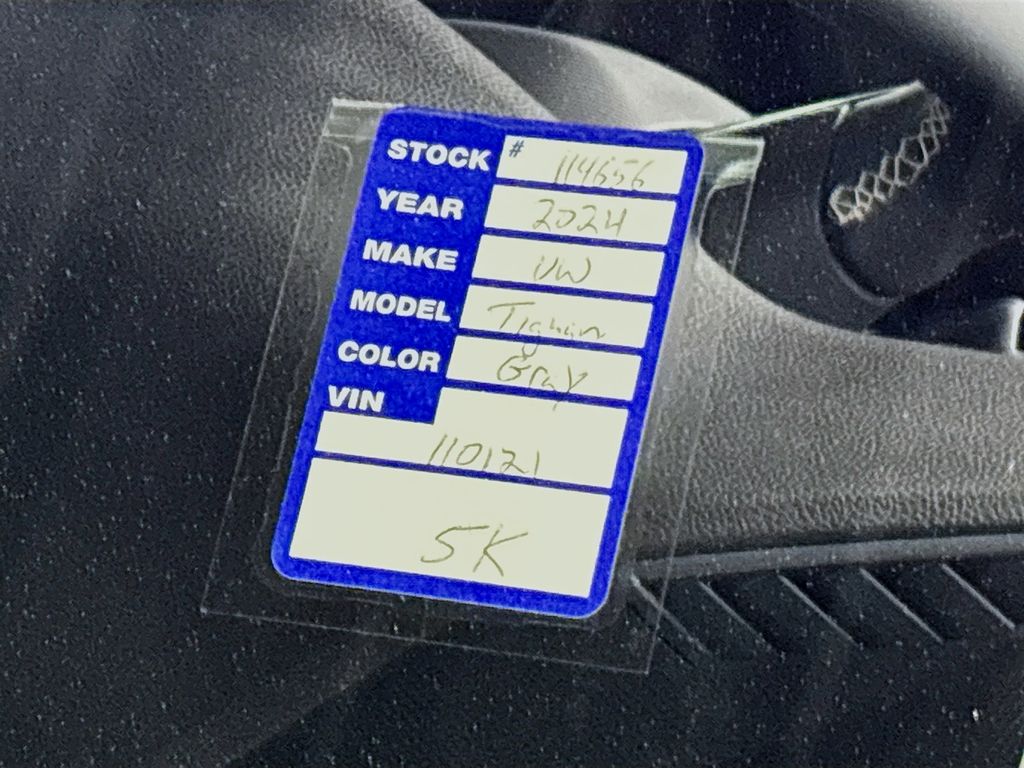 STOCK # 114656
YEAR 2024
MAKE VW
MODEL Tiguan
COLOR Gray
VIN
110121
5K